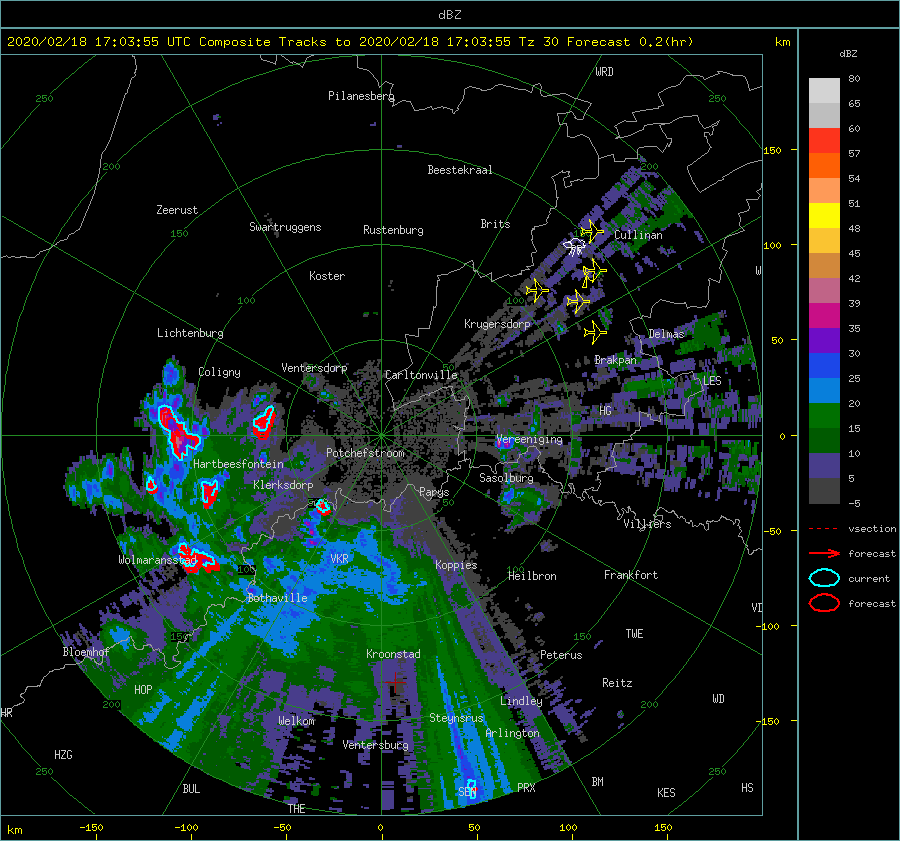 dBZ
2020/02/18 17:03:55 UTC Composite Tracks to 2020/02/18 17:03:55 Tz 30 Forecast 0.2(hr)
km
dBZ
WRD
250
Pilanesberg
250
80
65
60
57
54
51
48
45
42
39
35
30
25
20
15
10
5
-5
150
200
Beestekraal
200
Zeerust
Swartruggens
Rustenburg
Brits
150
Cullinan
100
W
Koster
100
100
Krugersdorp
Lichtenburg
Delmas
50
Coligny
Ventersdorp
Carltonville
Brakpan
50
LES
HG
Vereeniging
0
Potchefstroom
Hartbeesfontein
Klerksdorp
Sasolburg
Parys
50
50
Villiers
-50
vsection
forecast
current
forecast
Wolmaransstad
VKR
100
Koppies
100
Heilbron
Frankfort
Bothaville
VI
-100
150
150
TWE
Bloemhof
Kroonstad
Petrus
Reitz
HOP
200
Lindley
200
WD
HR
Welkom
Steynsrus
-150
Arlington
Ventersburg
HZG
250
250
BUL
SEN
PRX
BM
KES
HS
THE
km
-150
-100
-50
0
50
100
150